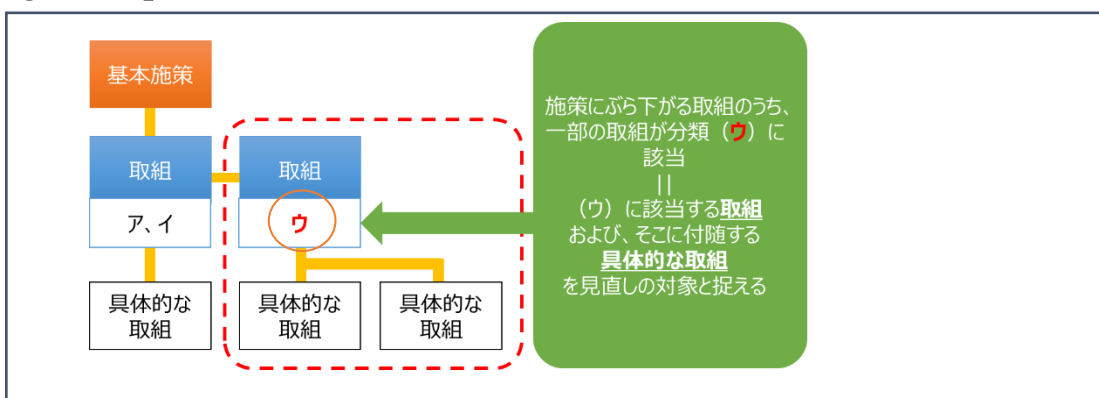 基本施策
取組
取組
ア、イ
ウ
具体的な
取組
具体的な
取組
具体的な
取組
施策にぶら下がる取組のうち、
一部の取組が分類（ウ）に
該当
||
（ウ）に該当する取組
および、そこに付随する
具体的な取組
を見直しの対象と捉える